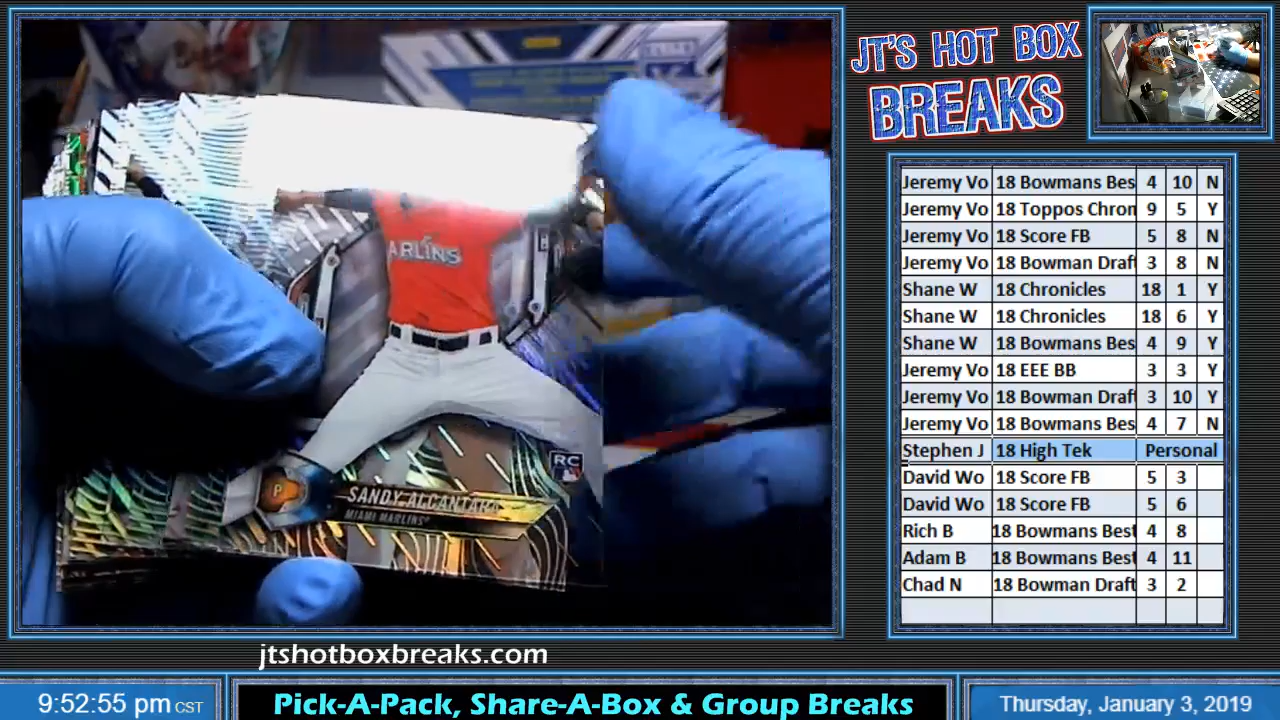 JT'S HOT BOX
BREAKS
ARLINS
RC
P
SANDY ALCANTARA
MIAMI MARLINS
Jeremy Vo 18 Bowmans Bes 4 10 N
Jeremy Vo 18 Toppos Chron 9 5 Y
Jeremy Vo 18 Score FB 5 8 N
Jeremy Vo 18 Bowman Draft 3 8 N
Shane W 18 Chronicles 18 1 Y
Shane W 18 Chronicles 18 6 Y
Shane W 18 Bowmans Bes 4 9 Y
Jeremy Vo 18 EEE BB 3 3 Y
Jeremy Vo 18 Bowman Draft 3 10 Y
Jeremy Vo 18 Bowmans Bes 4 7 N
Stephen J 18 High Tek Personal
David Wo 18 Score FB 5 3
David Wo 18 Score FB 5 6
Rich B 18 Bowmans Best 4 8
Adam B 18 Bowmans Best 4 11
Chad N 18 Bowman Draft 3 2
jtshotboxbreaks.com
9:52:55 pm CST
Pick-A-Pack, Share-A-Box & Group Breaks
Thursday, January 3, 2019